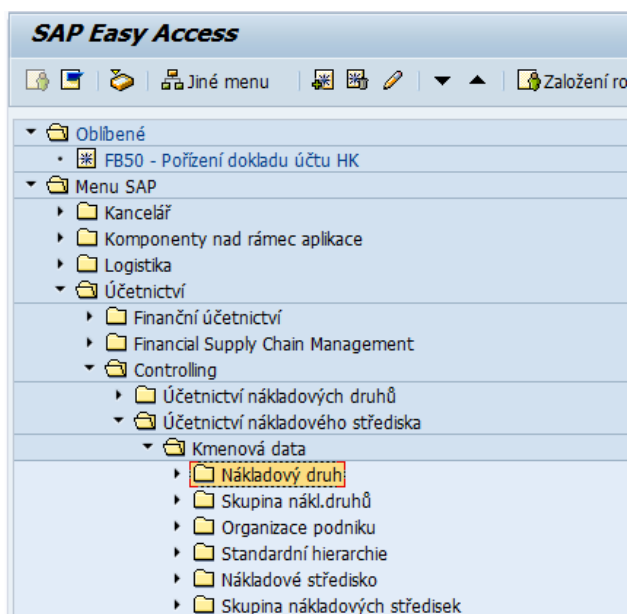 SAP Easy Access
Jiné menu Založení ro
Oblíbené
FB50 - Pořízení dokladu účtu HK
Menu SAP
Kancelář
Komponenty nad rámec aplikace
Logistika
Účetnictví
Finanční účetnictví
Financial Supply Chain Management
Controlling
Účetnictví nákladových druhů
Účetnictví nákladového střediska
Kmenová data
Nákladový druh
Skupina nákl.druhů
Organizace podniku
Standardní hierarchie
Nákladové středisko
Skupina nákladových středisek